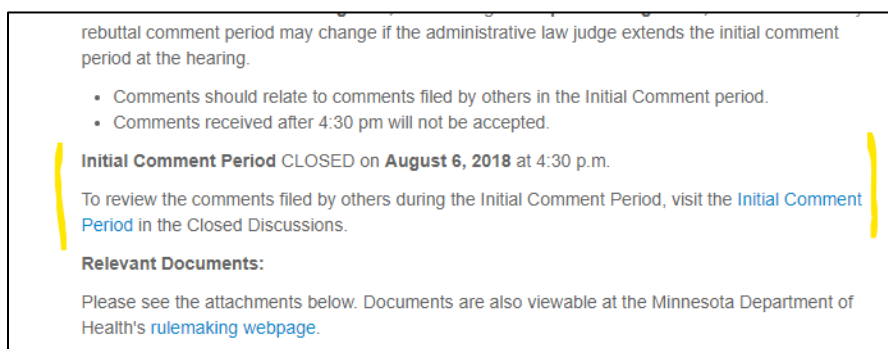 rebuttal comment period may change if the administrative law judge extends the initial comment
period at the hearing.
• Comments should relate to comments filed by others in the Initial Comment period.
• Comments received after 4:30 pm will not be accepted.
Initial Comment Period CLOSED on August 6, 2018 at 4:30 p.m.
To review the comments filed by others during the Initial Comment Period, visit the Initial Comment
Period in the Closed Discussions.
Relevant Documents:
Please see the attachments below. Documents are also viewable at the Minnesota Department of
Health's rulemaking webpage.